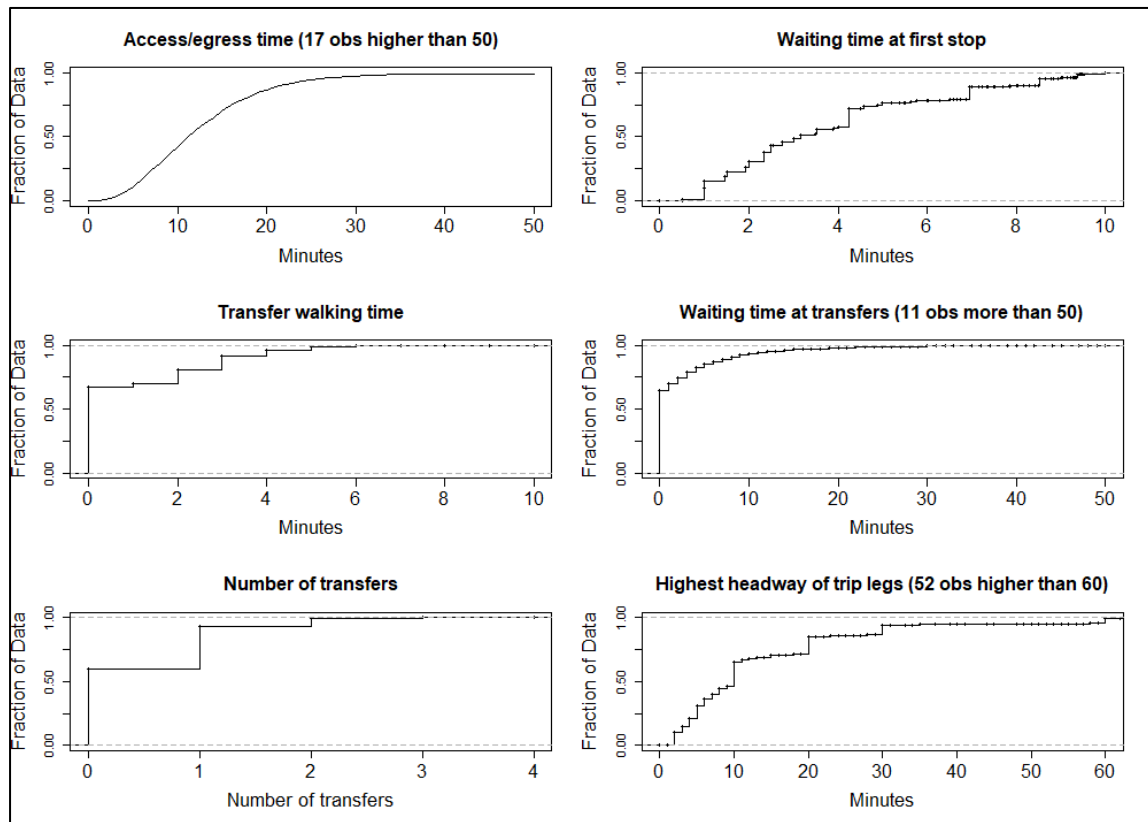 Access/egress time (17 obs higher than 50)
Fraction of Data
0.00 0.50 1.00
0 10 20 30 40 50
Minutes
Waiting time at first stop
Fraction of Data
0.00 0.50 1.00
0 2 4 6 8 10
Minutes
Transfer walking time
Fraction of Data
0.00 0.50 1.00
0 2 4 6 8 10
Minutes
Waiting time at transfers (11 obs more than 50)
Fraction of Data
0.00 0.50 1.00
0 10 20 30 40 50
Minutes
Number of transfers
Fraction of Data
0.00 0.50 1.00
0 1 2 3 4
Number of transfers
Highest headway of trip legs (52 obs higher than 60)
Fraction of Data
0.00 0.50 1.00
0 10 20 30 40 50 60
Minutes